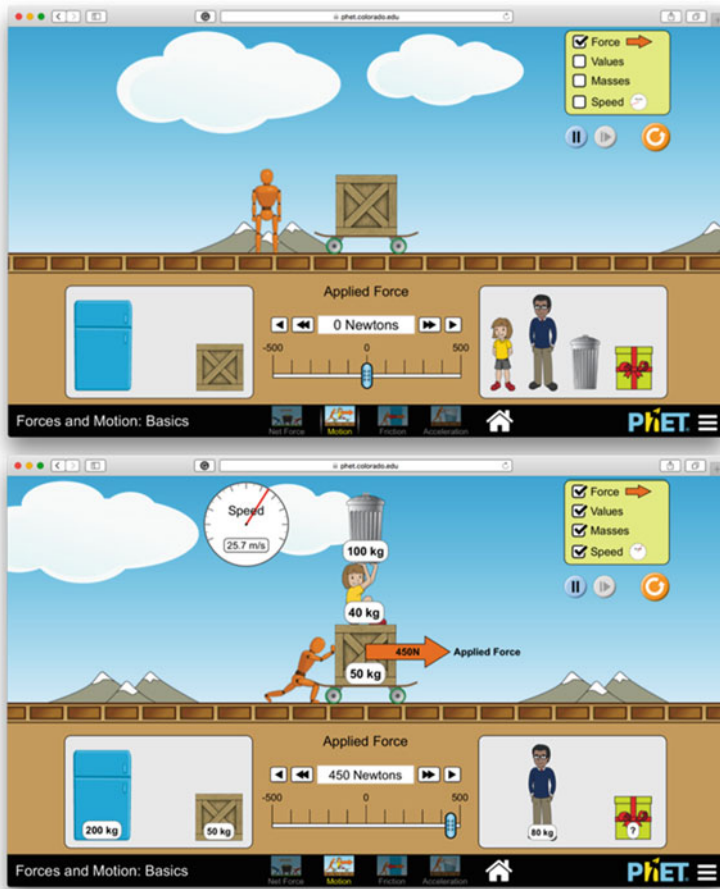 phet.colorado.edu
Force
Values
Masses
Speed
Applied Force
0 Newtons
-500
0
500
Forces and Motion: Basics
Net Force
Motion
Friction
Acceleration
PhET
phet.colorado.edu
Speed
25.7 m/s
100 kg
40 kg
450N
Applied Force
50 kg
Force
Values
Masses
Speed
Applied Force
450 Newtons
-500
0
500
200 kg
50 kg
80 kg
?
Forces and Motion: Basics
Net Force
Motion
Friction
Acceleration
PhET